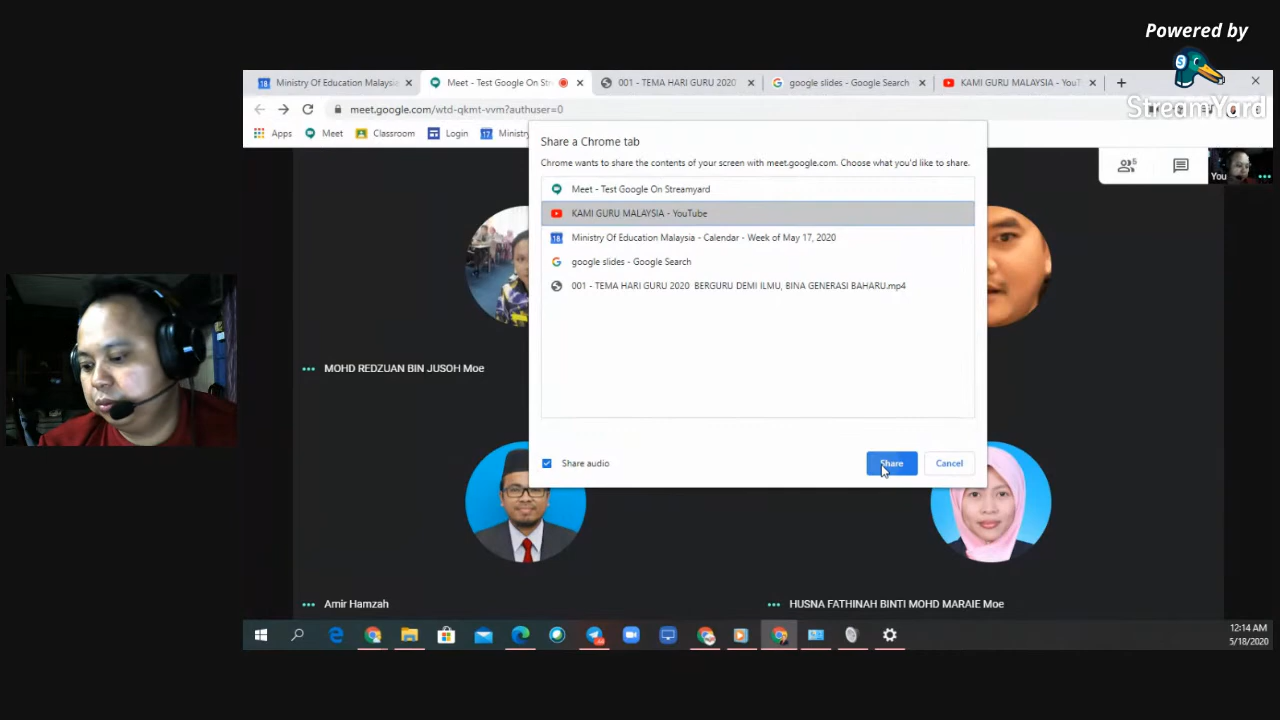 Powered by
StreamYard
Ministry Of Education Malaysia
Meet - Test Google On Str
001 - TEMA HARI GURU 2020
google slides - Google Search
KAMI GURU MALAYSIA - YouT
meet.google.com/wtd-qkmt-vvm?authuser=0
Apps
Meet
Classroom
Login
Ministry
Share a Chrome tab
Chrome wants to share the contents of your screen with meet.google.com. Choose what you'd like to share.
Meet - Test Google On Streamyard
KAMI GURU MALAYSIA - YouTube
Ministry Of Education Malaysia - Calendar - Week of May 17, 2020
google slides - Google Search
001 - TEMA HARI GURU 2020 BERGURU DEMI ILMU, BINA GENERASI BAHARU.mp4
Share audio
Share
Cancel
5
You
MOHD REDZUAN BIN JUSOH Moe
Amir Hamzah
HUSNA FATHINAH BINTI MOHD MARAIE Moe
12:14 AM
5/18/2020